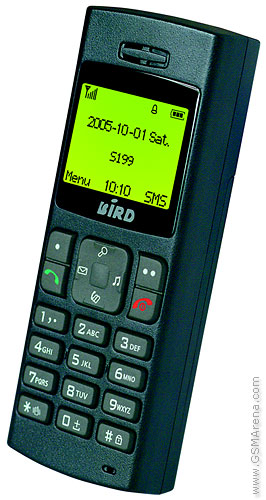 2005-10-01 Sat.
S199
Menu 10:10 SMS
BiRD
1,. 2ABC 3DEF
4GHI 5JKL 6MNO
7PQRS 8TUV 9WXYZ
* 0 #
www.GSMArena.com